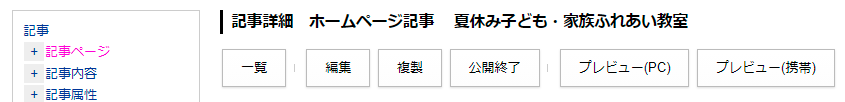 記事
+ 記事ページ
+ 記事内容
+ 記事属性
記事詳細　ホームページ記事　夏休み子ども・家族ふれあい教室
一覧 編集 複製 公開終了 プレビュー(PC) プレビュー(携帯)